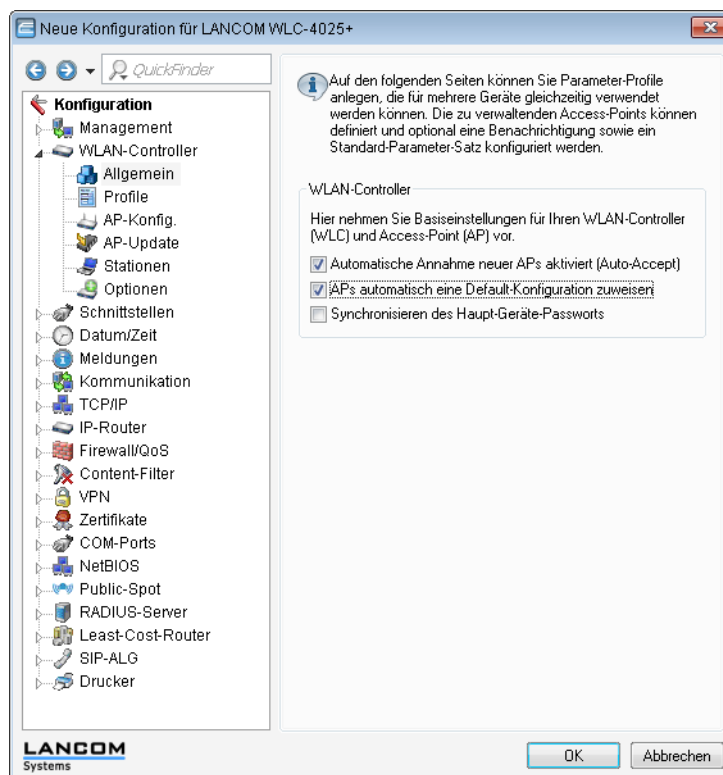 Neue Konfiguration für LANCOM WLC-4025+
QuickFinder
Konfiguration
Management
WLAN-Controller
Allgemein
Profile
AP-Konfig.
AP-Update
Stationen
Optionen
Schnittstellen
Datum/Zeit
Meldungen
Kommunikation
TCP/IP
IP-Router
Firewall/QoS
Content-Filter
VPN
Zertifikate
COM-Ports
NetBIOS
Public-Spot
RADIUS-Server
Least-Cost-Router
SIP-ALG
Drucker
Auf den folgenden Seiten können Sie Parameter-Profile
anlegen, die für mehrere Geräte gleichzeitig verwendet
werden können. Die zu verwaltenden Access-Points können
definiert und optional eine Benachrichtigung sowie ein
Standard-Parameter-Satz konfiguriert werden.
WLAN-Controller
Hier nehmen Sie Basiseinstellungen für Ihren WLAN-Controller
(WLC) und Access-Point (AP) vor.
Automatische Annahme neuer APs aktiviert (Auto-Accept)
APs automatisch eine Default-Konfiguration zuweisen
Synchronisieren des Haupt-Geräte-Passworts
LANCOM
Systems
OK
Abbrechen